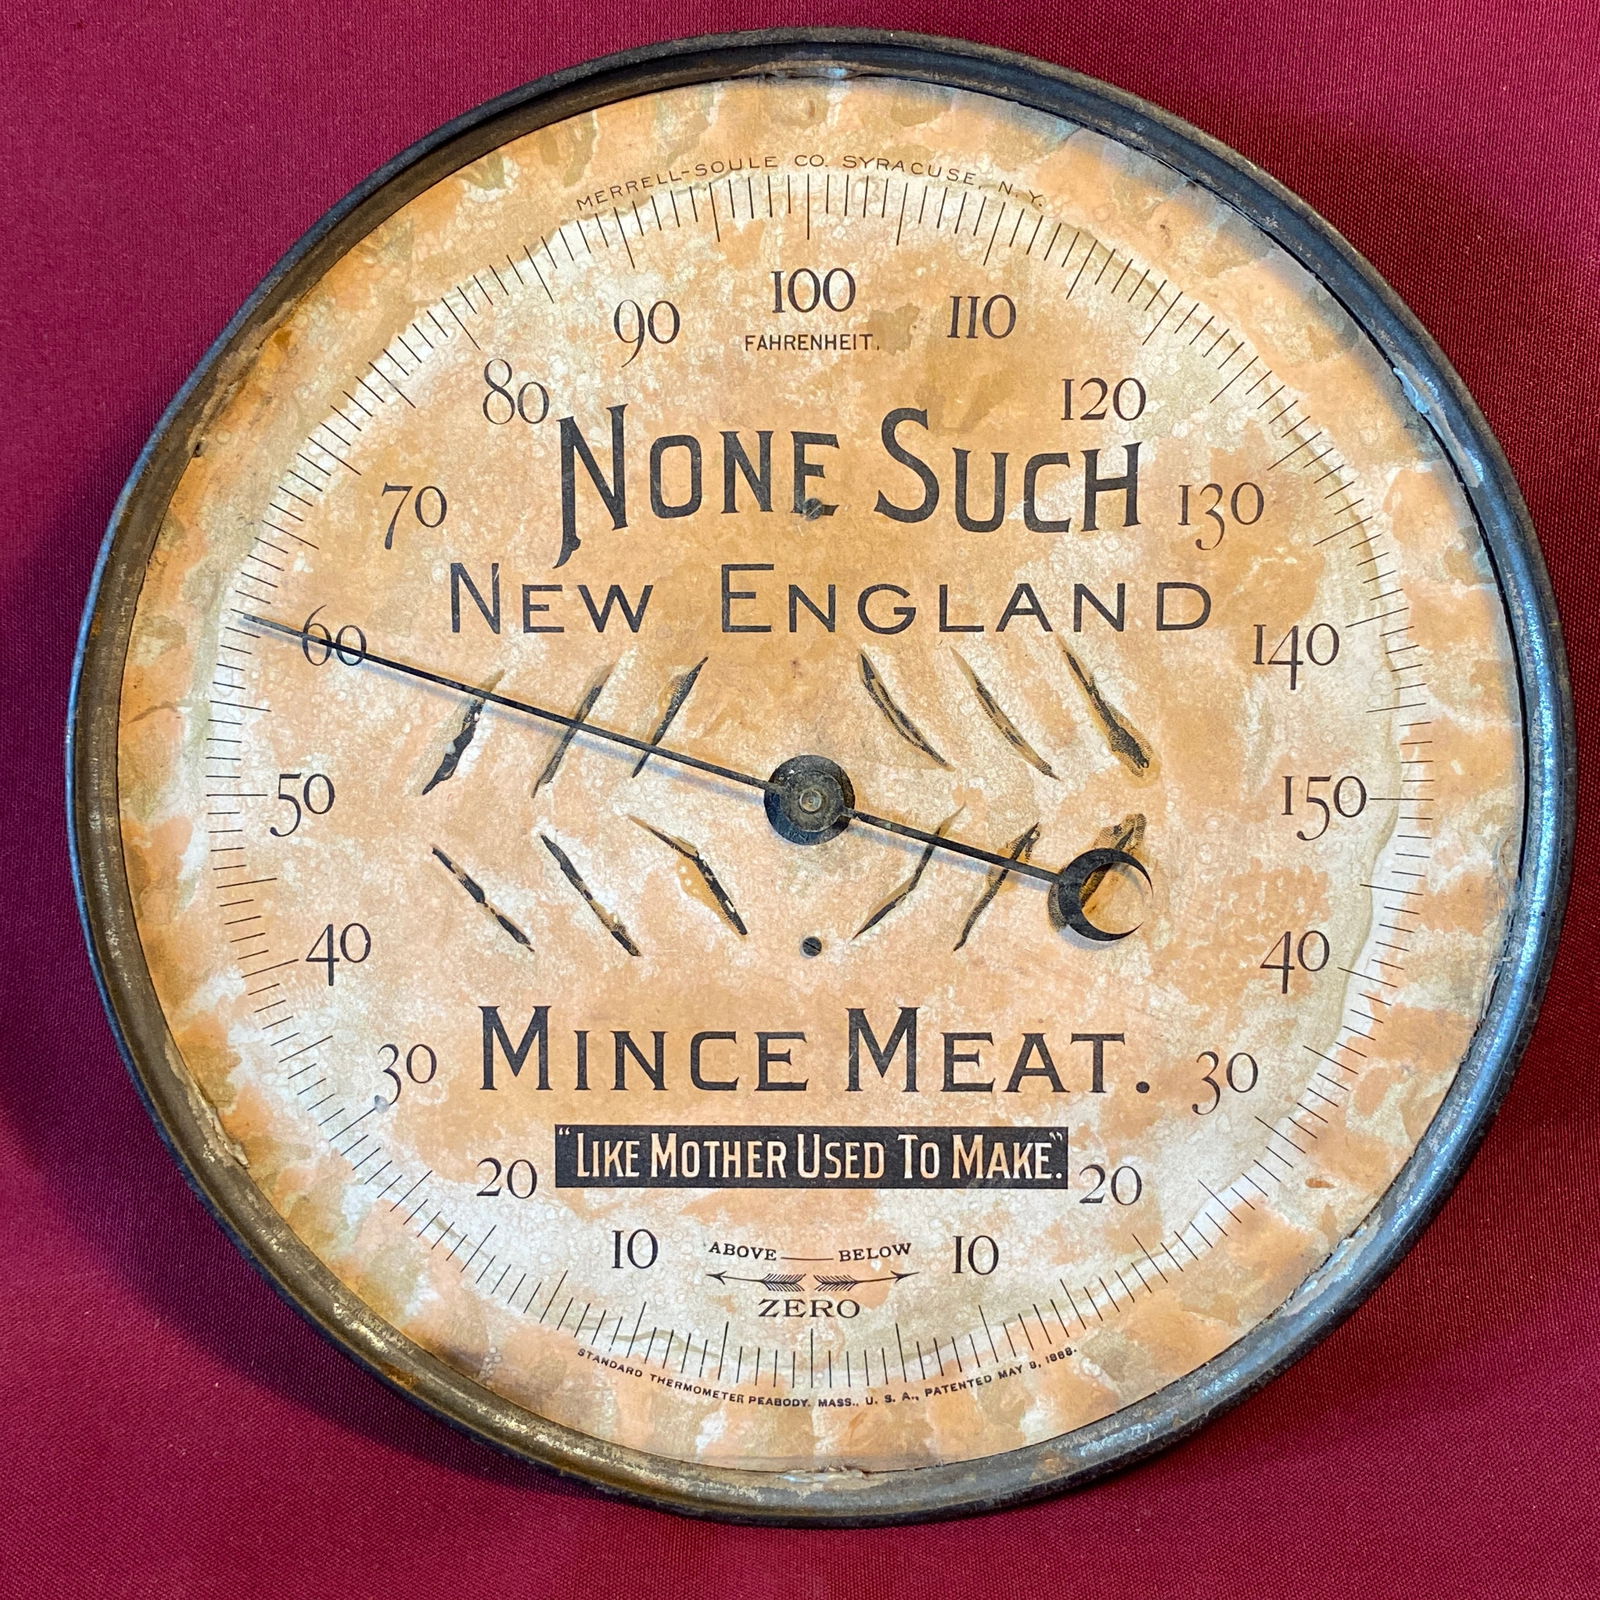 MERRELL-SOULE CO. SYRACUSE, N.Y.
100
90 110
FAHRENHEIT.
80 120
NONE SUCH
70 130
NEW ENGLAND
60 140
50 150
40 40
MINCE MEAT.
30 30
"LIKE MOTHER USED TO MAKE."
20 20
10 ABOVE BELOW 10
ZERO
STANDARD THERMOMETER PEABODY, MASS., U. S. A., PATENTED MAY 8, 1888.